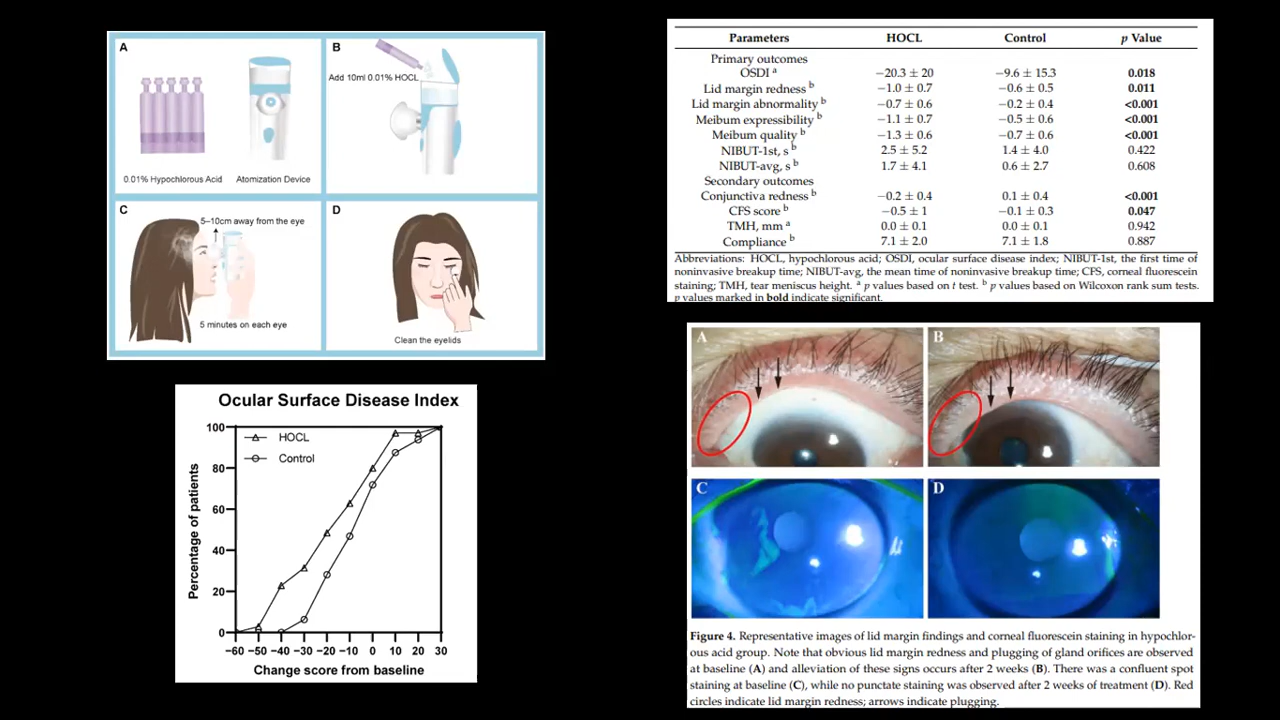 A
B
Add 10ml 0.01% HOCL
0.01% Hypochlorous Acid
Atomization Device
C
5–10cm away from the eye
5 minutes on each eye
D
Clean the eyelids
Parameters HOCL Control p Value
Primary outcomes
OSDI a −20.3 ± 20 −9.6 ± 15.3 0.018
Lid margin redness b −1.0 ± 0.7 −0.6 ± 0.5 0.011
Lid margin abnormality b −0.7 ± 0.6 −0.2 ± 0.4 <0.001
Meibum expressibility b −1.1 ± 0.7 −0.5 ± 0.6 <0.001
Meibum quality b −1.3 ± 0.6 −0.7 ± 0.6 <0.001
NIBUT-1st, s b 2.5 ± 5.2 1.4 ± 4.0 0.422
NIBUT-avg, s b 1.7 ± 4.1 0.6 ± 2.7 0.608
Secondary outcomes
Conjunctiva redness b −0.2 ± 0.4 0.1 ± 0.4 <0.001
CFS score b −0.5 ± 1 −0.1 ± 0.3 0.047
TMH, mm a 0.0 ± 0.1 0.0 ± 0.1 0.942
Compliance b 7.1 ± 2.0 7.1 ± 1.8 0.887
Abbreviations: HOCL, hypochlorous acid; OSDI, ocular surface disease index; NIBUT-1st, the first time of
noninvasive breakup time; NIBUT-avg, the mean time of noninvasive breakup time; CFS, corneal fluorescein
staining; TMH, tear meniscus height. a p values based on t test. b p values based on Wilcoxon rank sum tests.
p values marked in bold indicate significant.
Ocular Surface Disease Index
HOCL
Control
Percentage of patients
100
80
60
40
20
0
−60 −50 −40 −30 −20 −10 0 10 20 30
Change score from baseline
A
B
C
D
Figure 4. Representative images of lid margin findings and corneal fluorescein staining in hypochlor-
ous acid group. Note that obvious lid margin redness and plugging of gland orifices are observed
at baseline (A) and alleviation of these signs occurs after 2 weeks (B). There was a confluent spot
staining at baseline (C), while no punctate staining was observed after 2 weeks of treatment (D). Red
circles indicate lid margin redness; arrows indicate plugging.